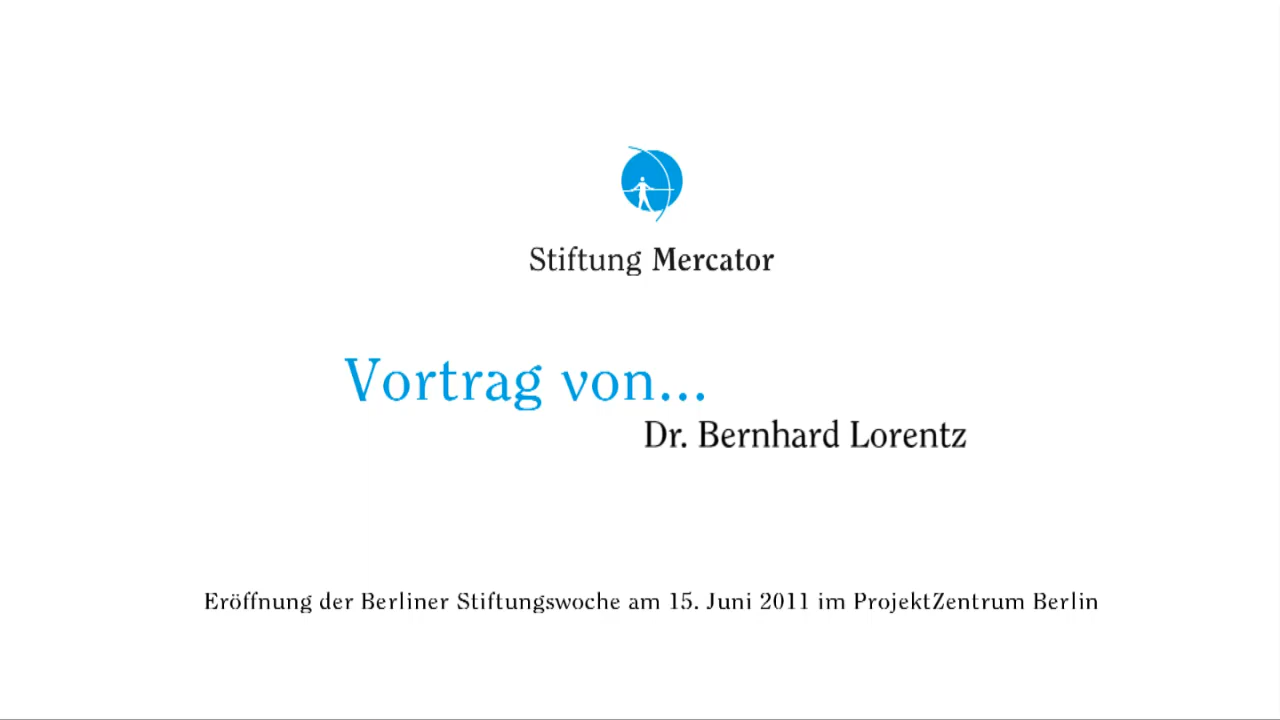 Stiftung Mercator
Vortrag von...
Dr. Bernhard Lorentz
Eröffnung der Berliner Stiftungswoche am 15. Juni 2011 im ProjektZentrum Berlin